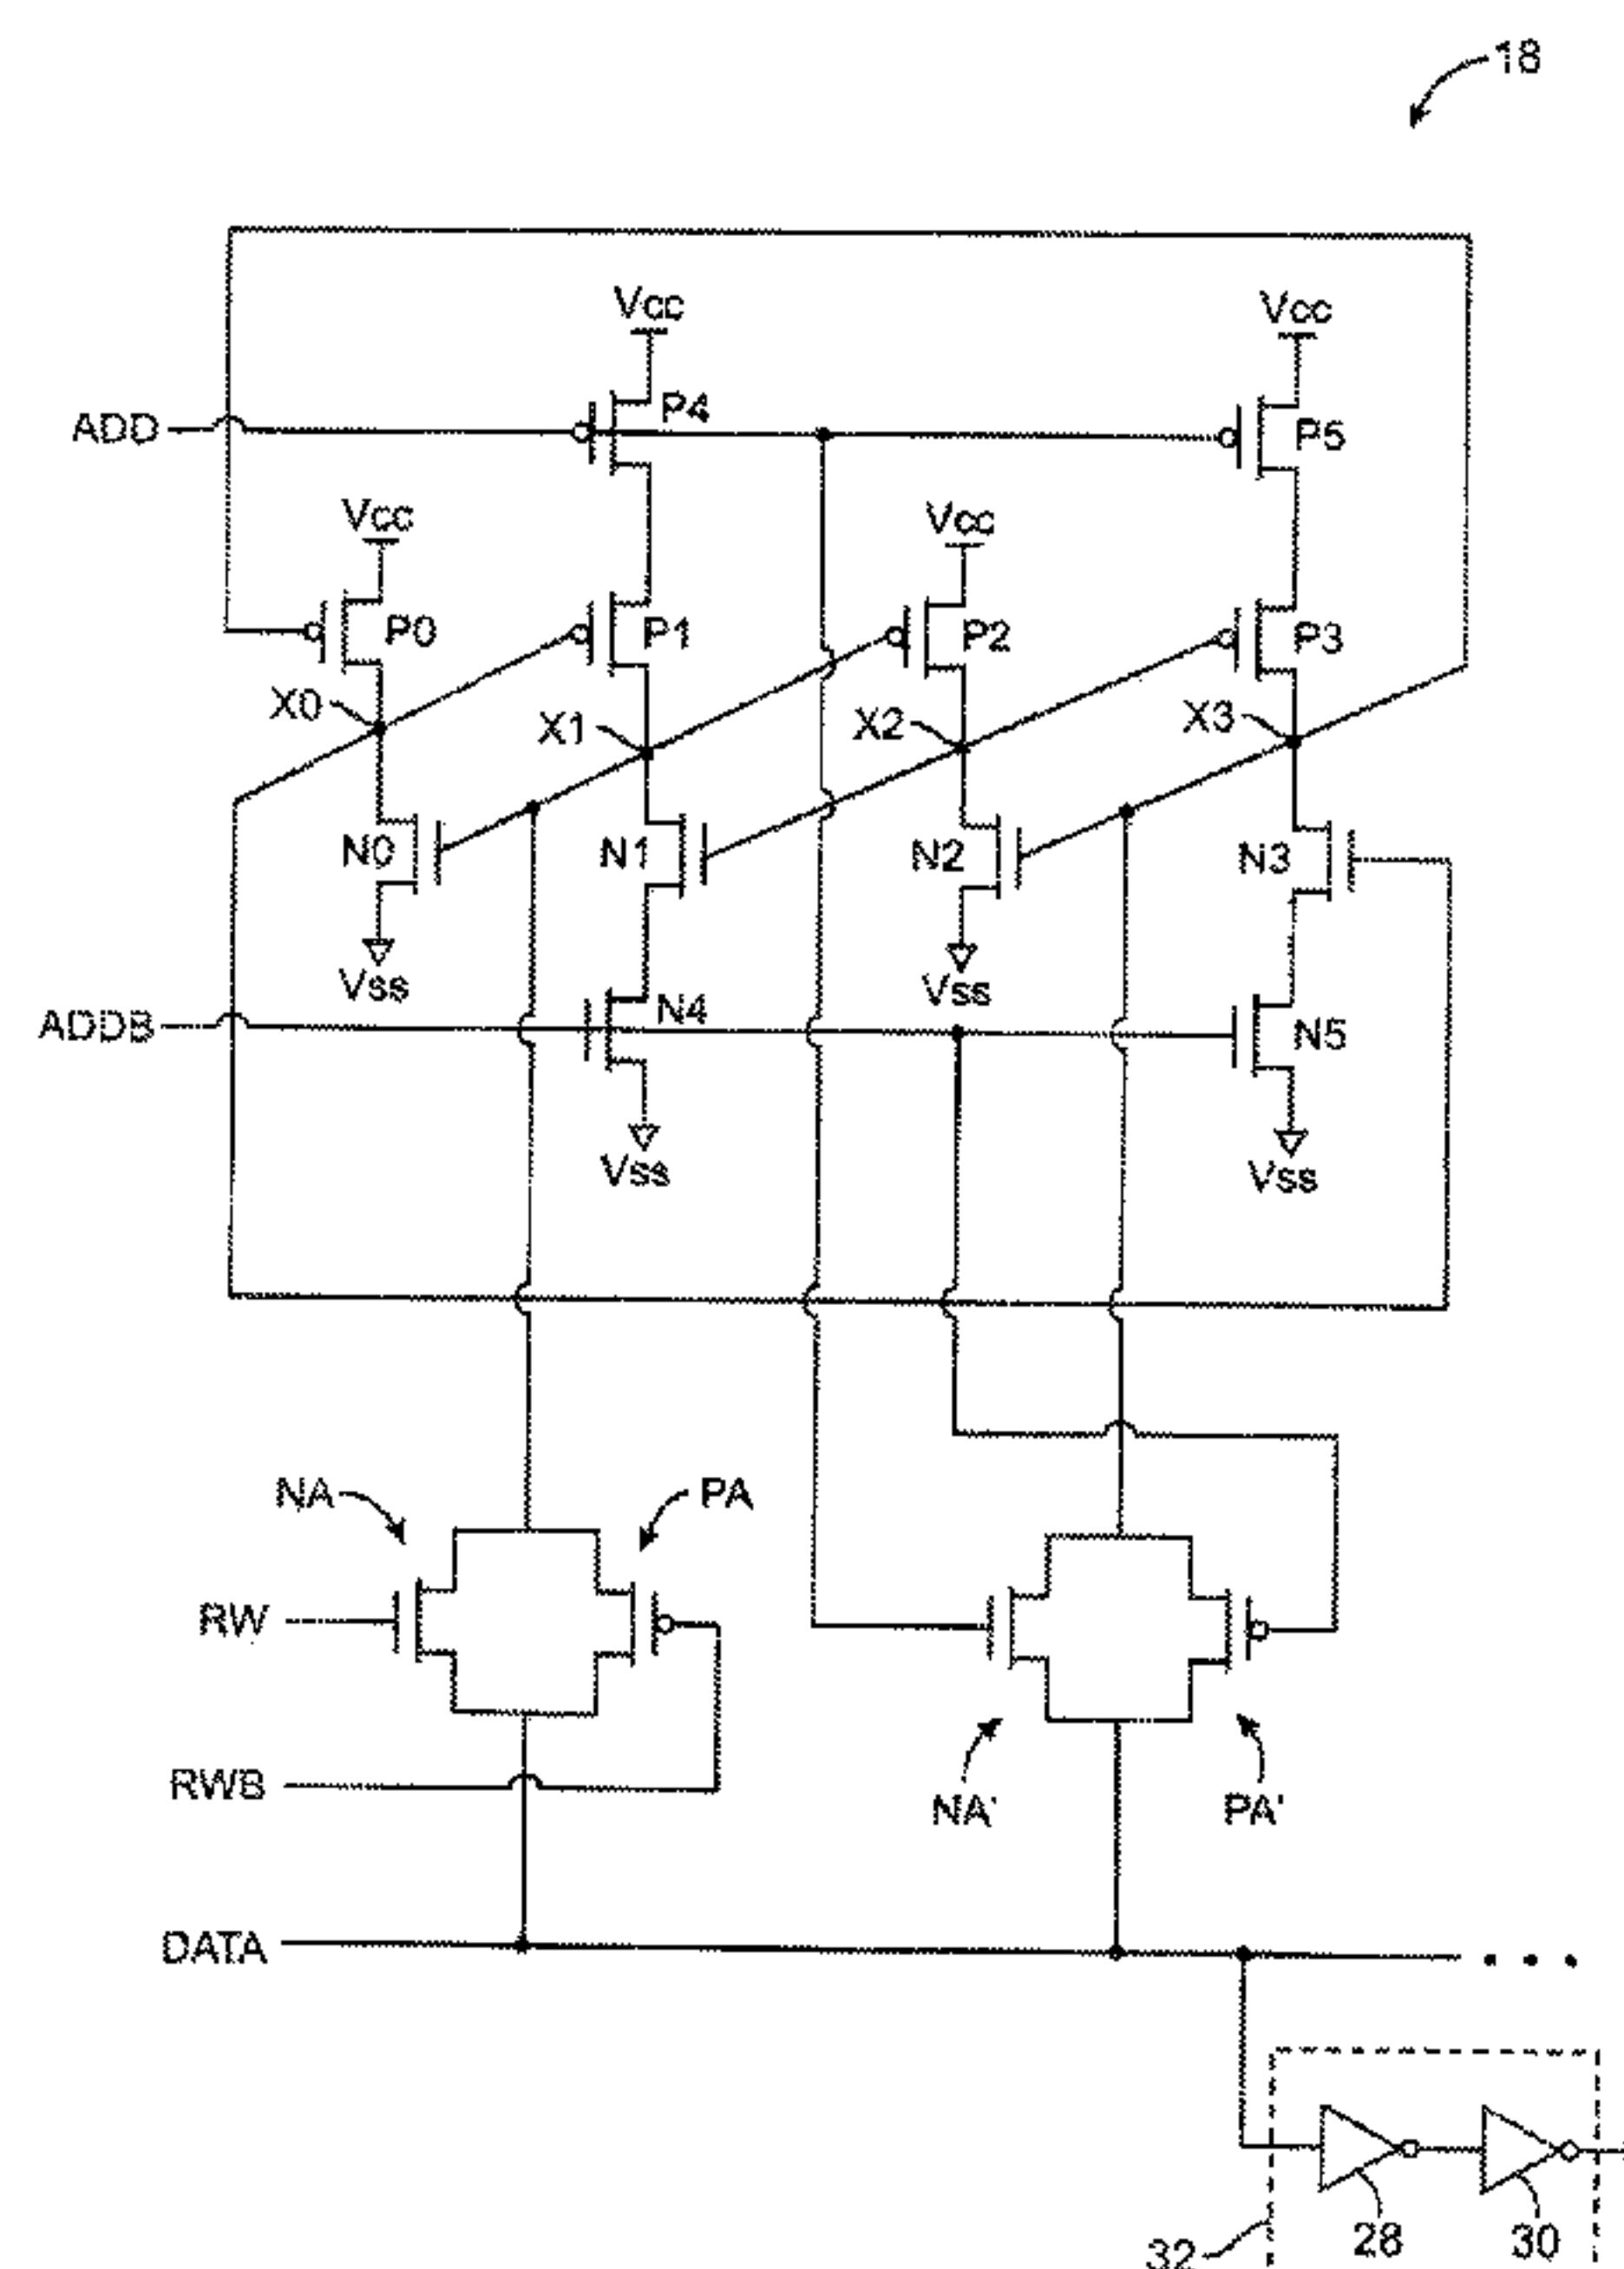 18
Vcc
Vcc
ADD
P4
P5
Vcc
Vcc
P0
P1
P2
P3
X0
X1
X2
X3
N0
N1
N2
N3
Vss
Vss
ADDB
N4
N5
Vss
Vss
NA
PA
RW
RWB
NA'
PA'
DATA
. . .
32
28
30